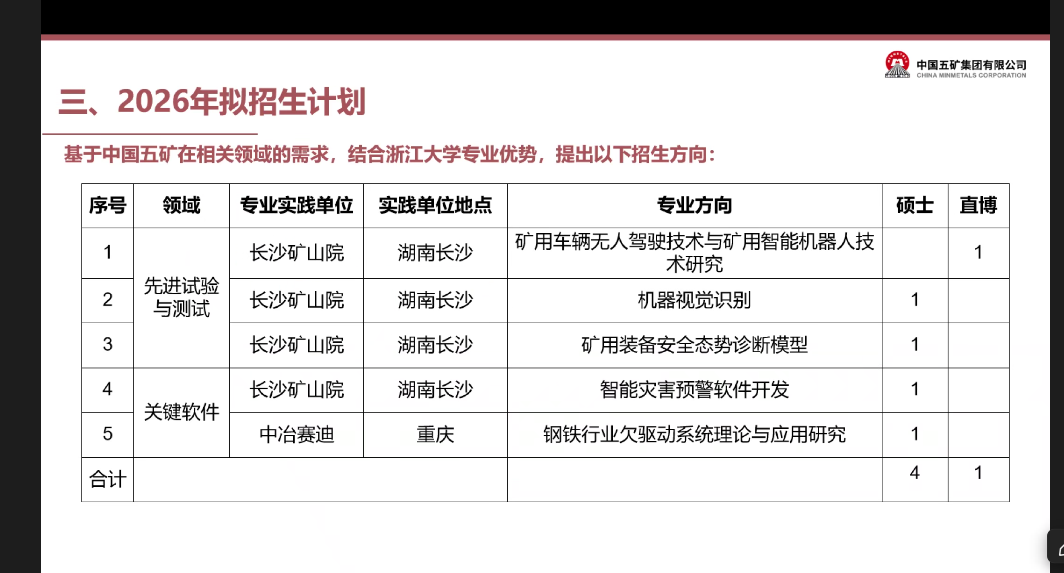 中国五矿集团有限公司
CHINA MINMETALS CORPORATION
三、2026年拟招生计划
基于中国五矿在相关领域的需求，结合浙江大学专业优势，提出以下招生方向：
序号 领域 专业实践单位 实践单位地点 专业方向 硕士 直博
1 先进试验与测试 长沙矿山院 湖南长沙 矿用车辆无人驾驶技术与矿用智能机器人技术研究 1
2 长沙矿山院 湖南长沙 机器视觉识别 1
3 长沙矿山院 湖南长沙 矿用装备安全态势诊断模型 1
4 关键软件 长沙矿山院 湖南长沙 智能灾害预警软件开发 1
5 中冶赛迪 重庆 钢铁行业欠驱动系统理论与应用研究 1
合计 4 1